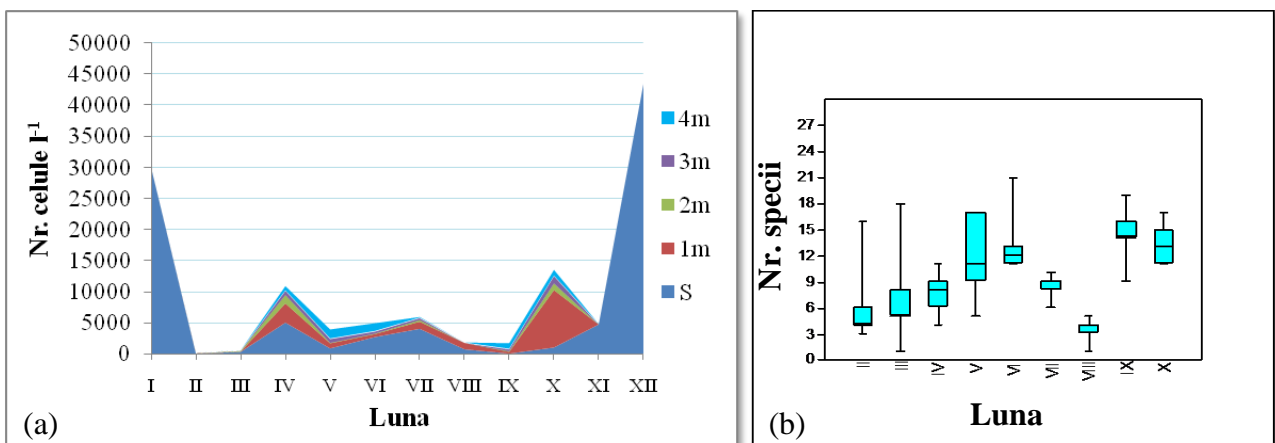 50000
45000
40000
35000
30000
25000
20000
15000
10000
5000
0
Nr. celule l⁻¹
I II III IV V VI VII VIII IX X XI XII
Luna
4m
3m
2m
1m
S
(a)
27
24
21
18
15
12
9
6
3
0
Nr. specii
II III IV V VI VII VIII IX X
Luna
(b)